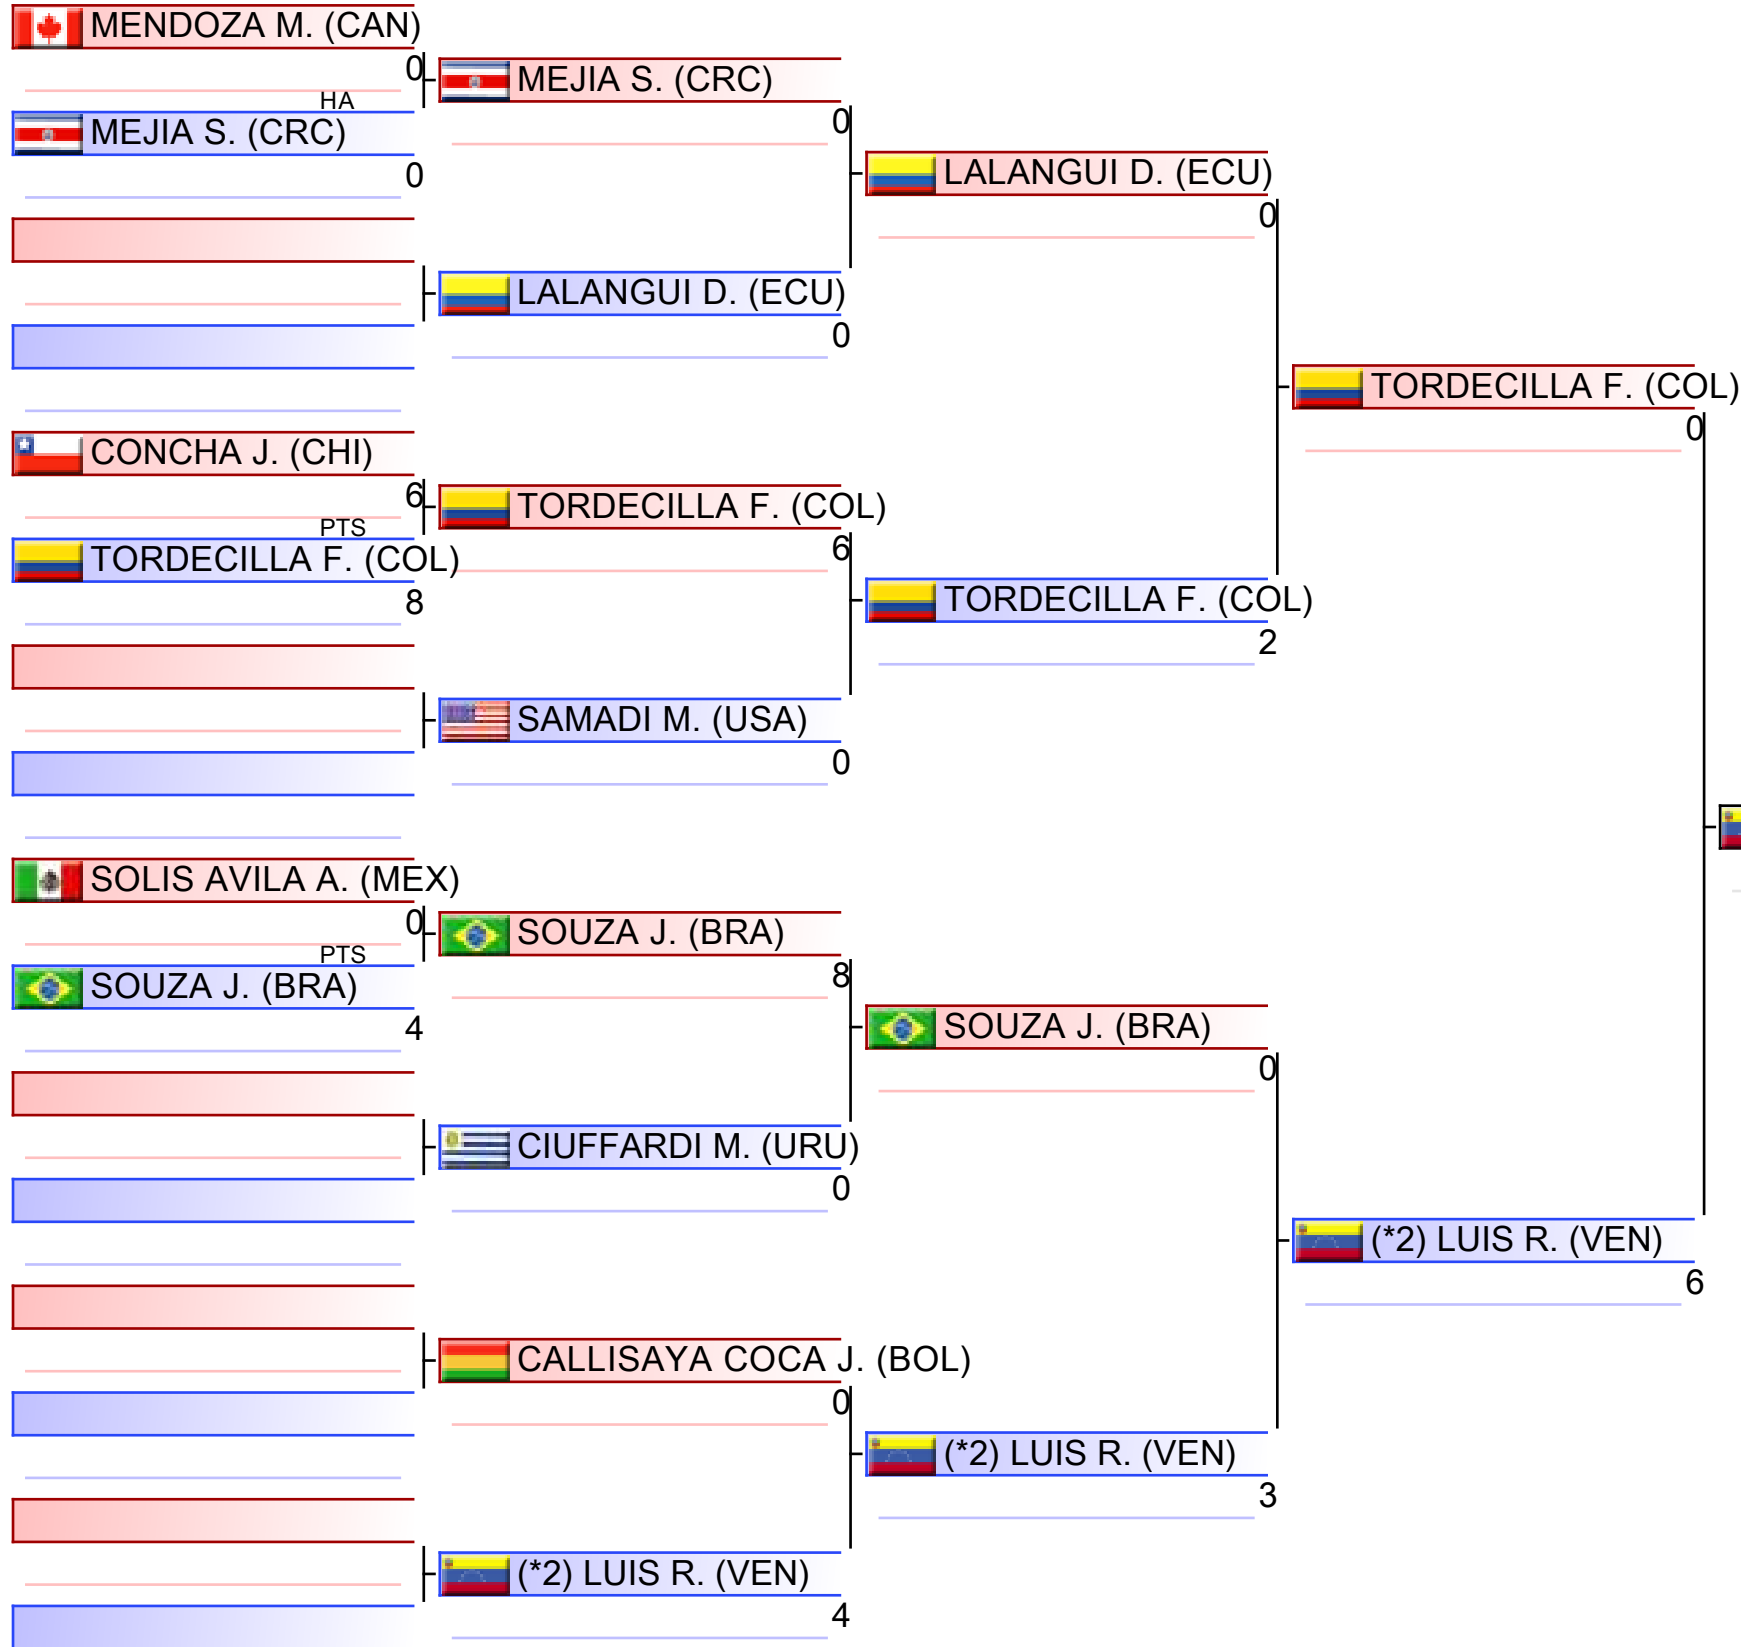 MENDOZA M. (CAN)
0
HA
MEJIA S. (CRC)
0
CONCHA J. (CHI)
6
PTS
TORDECILLA F. (COL)
8
SOLIS AVILA A. (MEX)
0
PTS
SOUZA J. (BRA)
4
MEJIA S. (CRC)
0
LALANGUI D. (ECU)
0
TORDECILLA F. (COL)
6
SAMADI M. (USA)
0
SOUZA J. (BRA)
8
CIUFFARDI M. (URU)
0
CALLISAYA COCA J. (BOL)
0
(*2) LUIS R. (VEN)
4
LALANGUI D. (ECU)
0
TORDECILLA F. (COL)
2
SOUZA J. (BRA)
0
(*2) LUIS R. (VEN)
3
TORDECILLA F. (COL)
0
(*2) LUIS R. (VEN)
6